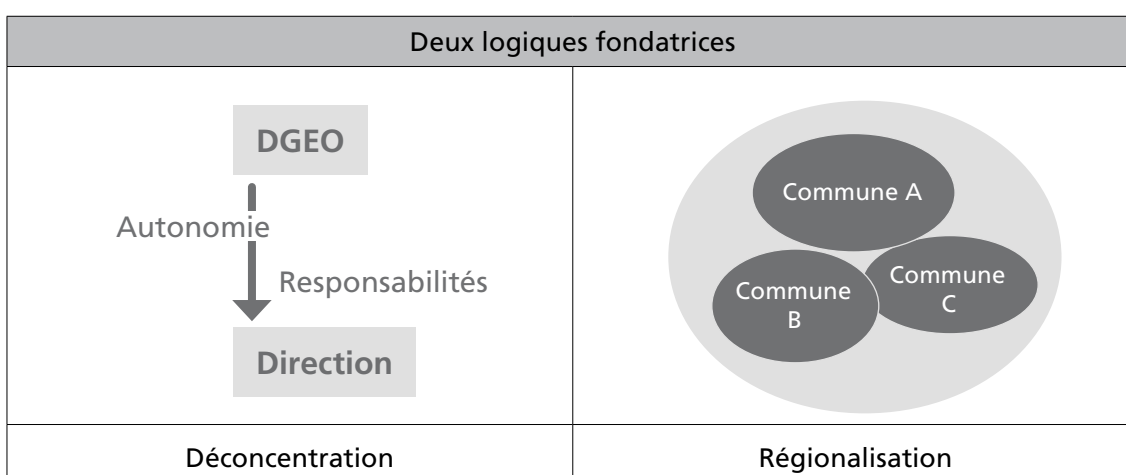 Deux logiques fondatrices
DGEO
Autonomie
Responsabilités
Direction
Commune A
Commune
B
Commune
C
Déconcentration
Régionalisation